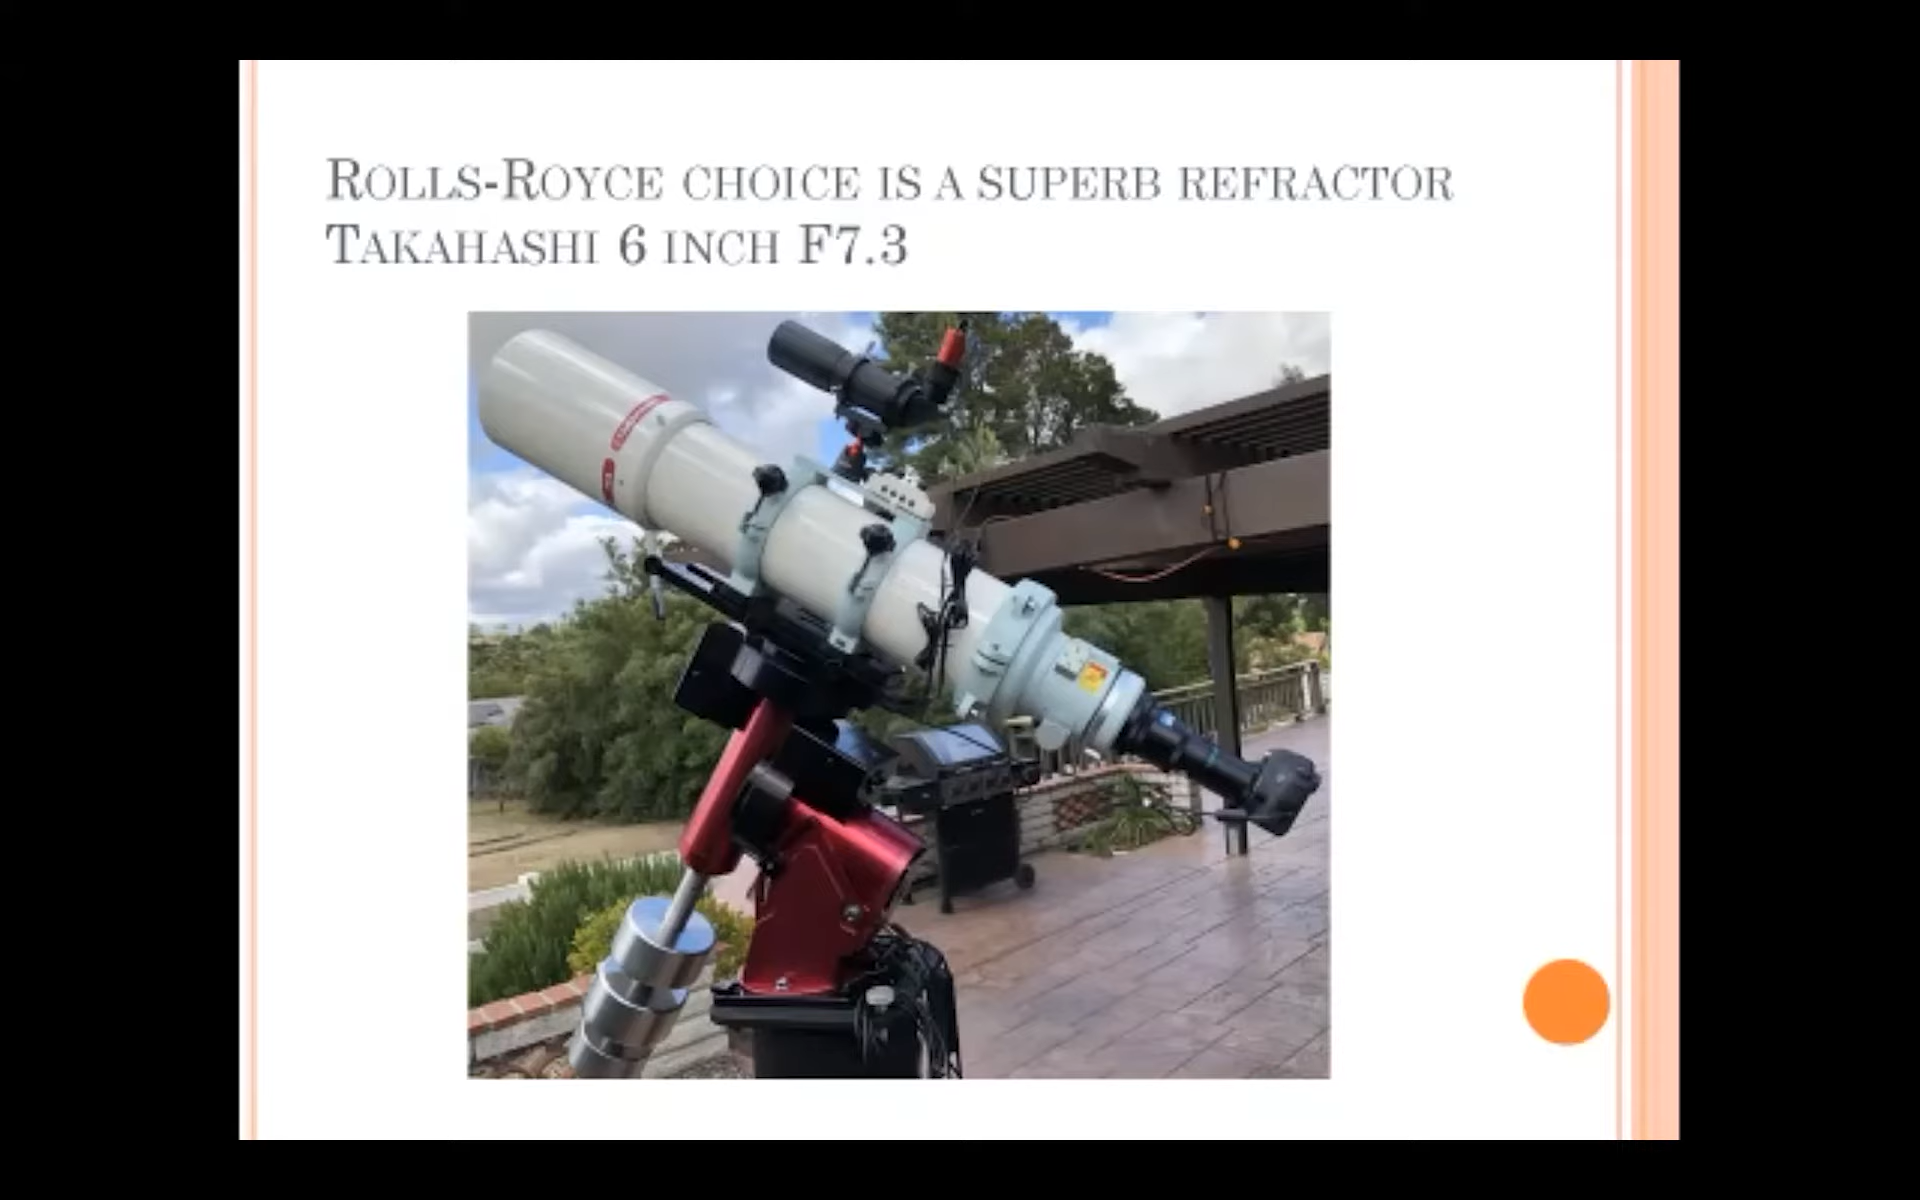 Rolls-Royce choice is a superb refractor
Takahashi 6 inch F7.3